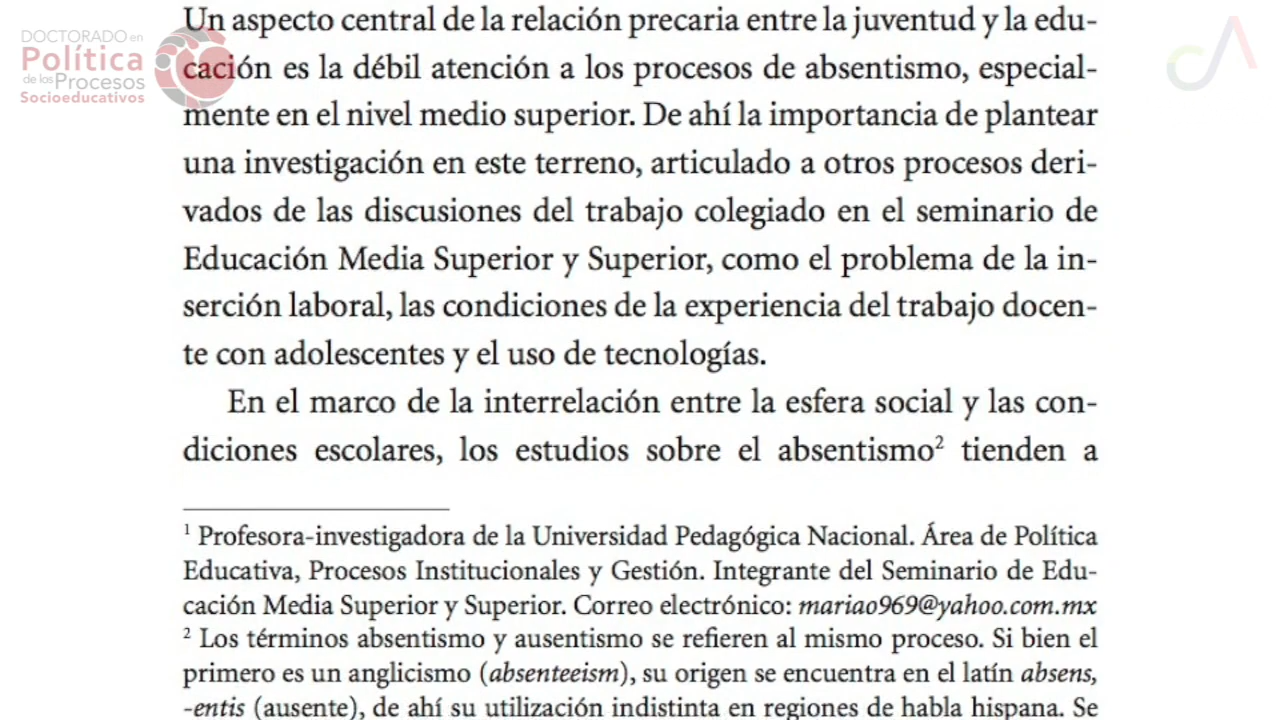 DOCTORADO en
Política
de los Procesos
Socioeducativos
Un aspecto central de la relación precaria entre la juventud y la edu-
cación es la débil atención a los procesos de absentismo, especial-
mente en el nivel medio superior. De ahí la importancia de plantear
una investigación en este terreno, articulado a otros procesos deri-
vados de las discusiones del trabajo colegiado en el seminario de
Educación Media Superior y Superior, como el problema de la in-
serción laboral, las condiciones de la experiencia del trabajo docen-
te con adolescentes y el uso de tecnologías.
En el marco de la interrelación entre la esfera social y las con-
diciones escolares, los estudios sobre el absentismo² tienden a
¹ Profesora-investigadora de la Universidad Pedagógica Nacional. Área de Política
Educativa, Procesos Institucionales y Gestión. Integrante del Seminario de Edu-
cación Media Superior y Superior. Correo electrónico: mariao969@yahoo.com.mx
² Los términos absentismo y ausentismo se refieren al mismo proceso. Si bien el
primero es un anglicismo (absenteeism), su origen se encuentra en el latín absens,
-entis (ausente), de ahí su utilización indistinta en regiones de habla hispana. Se